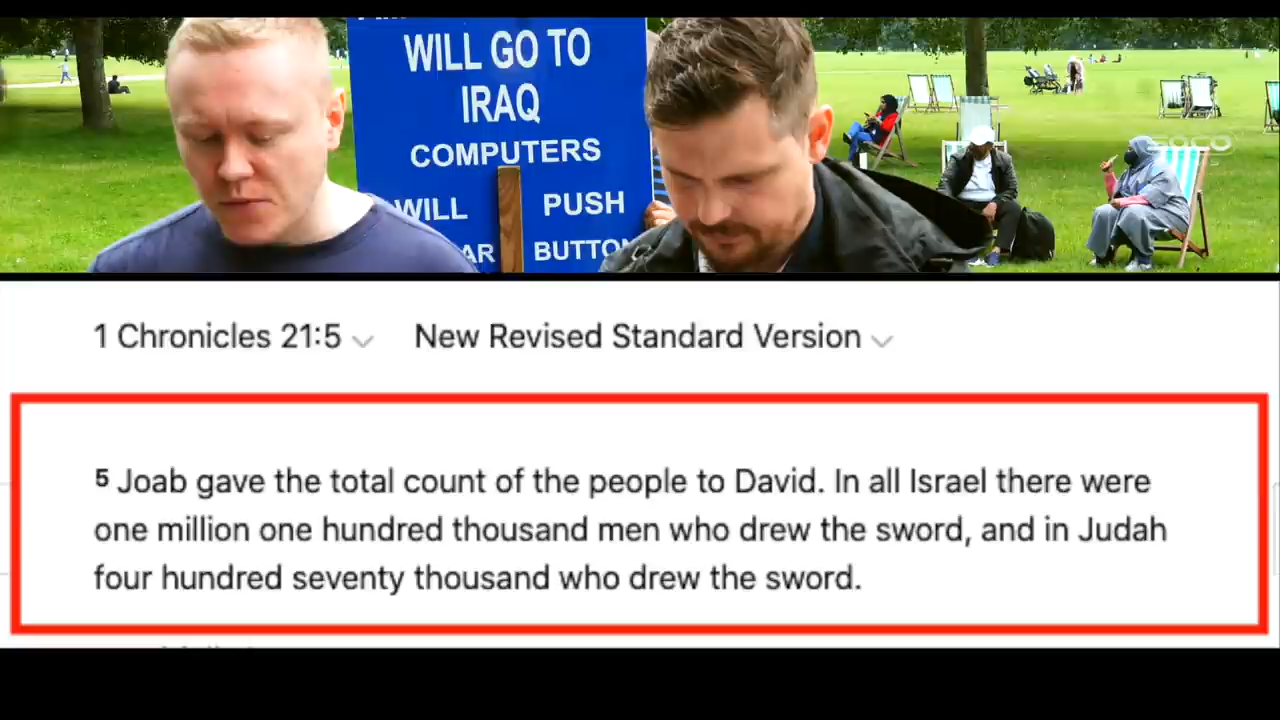 WILL GO TO
IRAQ
COMPUTERS
WILL PUSH
AR BUTTON
SOCO
1 Chronicles 21:5 New Revised Standard Version
5 Joab gave the total count of the people to David. In all Israel there were
one million one hundred thousand men who drew the sword, and in Judah
four hundred seventy thousand who drew the sword.